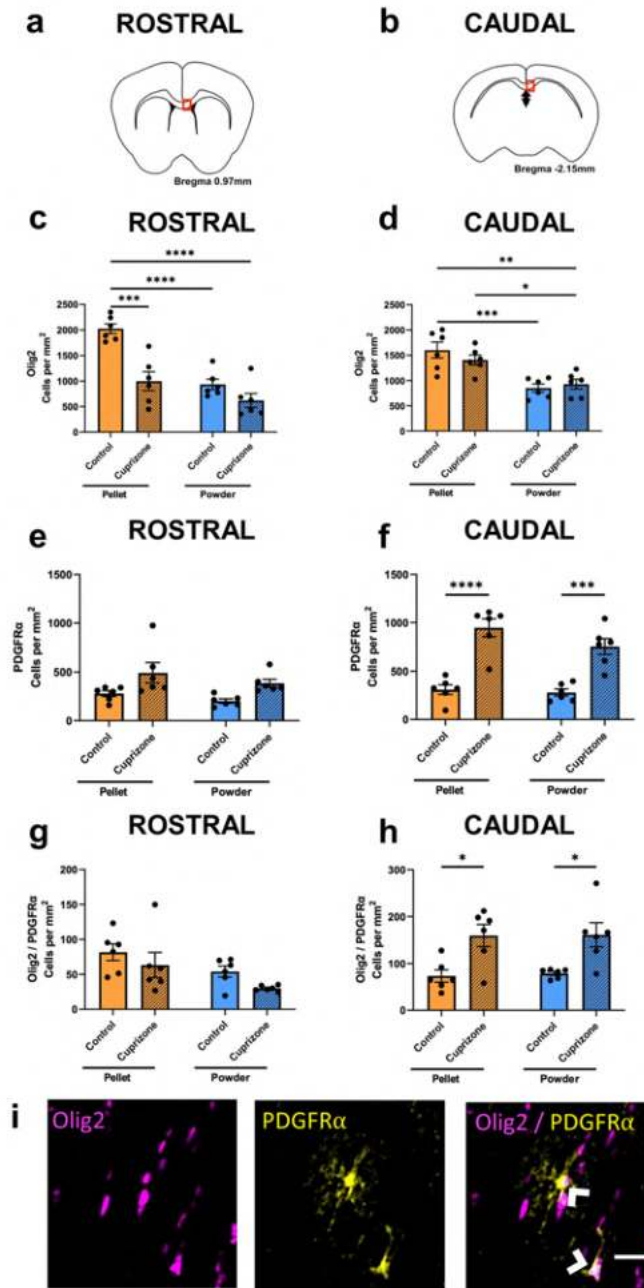 a ROSTRAL
b CAUDAL
Bregma 0.97mm
Bregma -2.15mm
c ROSTRAL
****
****
***
Olig2
Cells per mm²
2500
2000
1500
1000
500
0
Control
Cuprizone
Control
Cuprizone
Pellet
Powder
d CAUDAL
**
*
***
Olig2
Cells per mm²
2500
2000
1500
1000
500
0
Control
Cuprizone
Control
Cuprizone
Pellet
Powder
e ROSTRAL
PDGFRα
Cells per mm²
1500
1000
500
0
Control
Cuprizone
Control
Cuprizone
Pellet
Powder
f CAUDAL
****
***
PDGFRα
Cells per mm²
1500
1000
500
0
Control
Cuprizone
Control
Cuprizone
Pellet
Powder
g ROSTRAL
Olig2 / PDGFRα
Cells per mm²
200
150
100
50
0
Control
Cuprizone
Control
Cuprizone
Pellet
Powder
h CAUDAL
*
*
Olig2 / PDGFRα
Cells per mm²
300
200
100
0
Control
Cuprizone
Control
Cuprizone
Pellet
Powder
i
Olig2
PDGFRα
Olig2 / PDGFRα